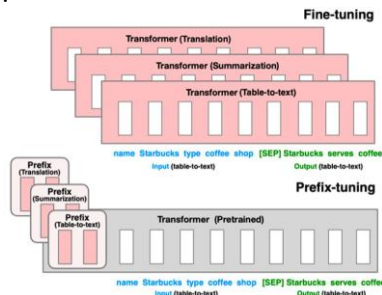 Fine-tuning
Transformer (Translation)
Transformer (Summarization)
Transformer (Table-to-text)
name Starbucks type coffee shop [SEP] Starbucks serves coffee
Input (table-to-text) Output (table-to-text)
Prefix-tuning
Prefix
(Translation)
Prefix
(Summarization)
Prefix
(Table-to-text)
Transformer (Pretrained)
name Starbucks type coffee shop [SEP] Starbucks serves coffee
Input (table-to-text) Output (table-to-text)